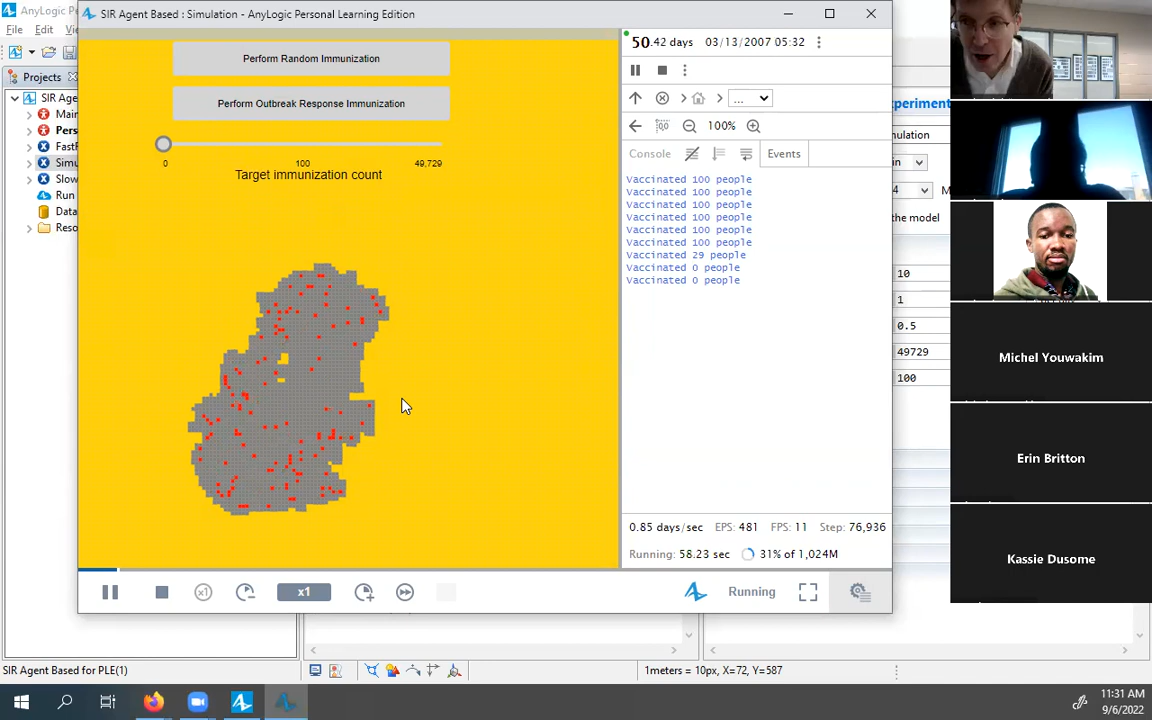 SIR Agent Based : Simulation - AnyLogic Personal Learning Edition
File
Edit
Projects
SIR Age
Main
Pers
FastF
Simu
Slow
Run
Data
Reso
Perform Random Immunization
Perform Outbreak Response Immunization
0
100
49,729
Target immunization count
50.42 days
03/13/2007 05:32
...
100%
Console
Events
Vaccinated 100 people
Vaccinated 100 people
Vaccinated 100 people
Vaccinated 100 people
Vaccinated 100 people
Vaccinated 100 people
Vaccinated 29 people
Vaccinated 0 people
Vaccinated 0 people
0.85 days/sec EPS: 481 FPS: 11 Step: 76,936
Running: 58.23 sec 31% of 1,024M
x1
x1
Running
xperiment
mulation
in
4 M
the model
10
1
0.5
49729
100
Michel Youwakim
Erin Britton
Kassie Dusome
SIR Agent Based for PLE(1)
1meters = 10px, X=72, Y=587
11:31 AM
9/6/2022